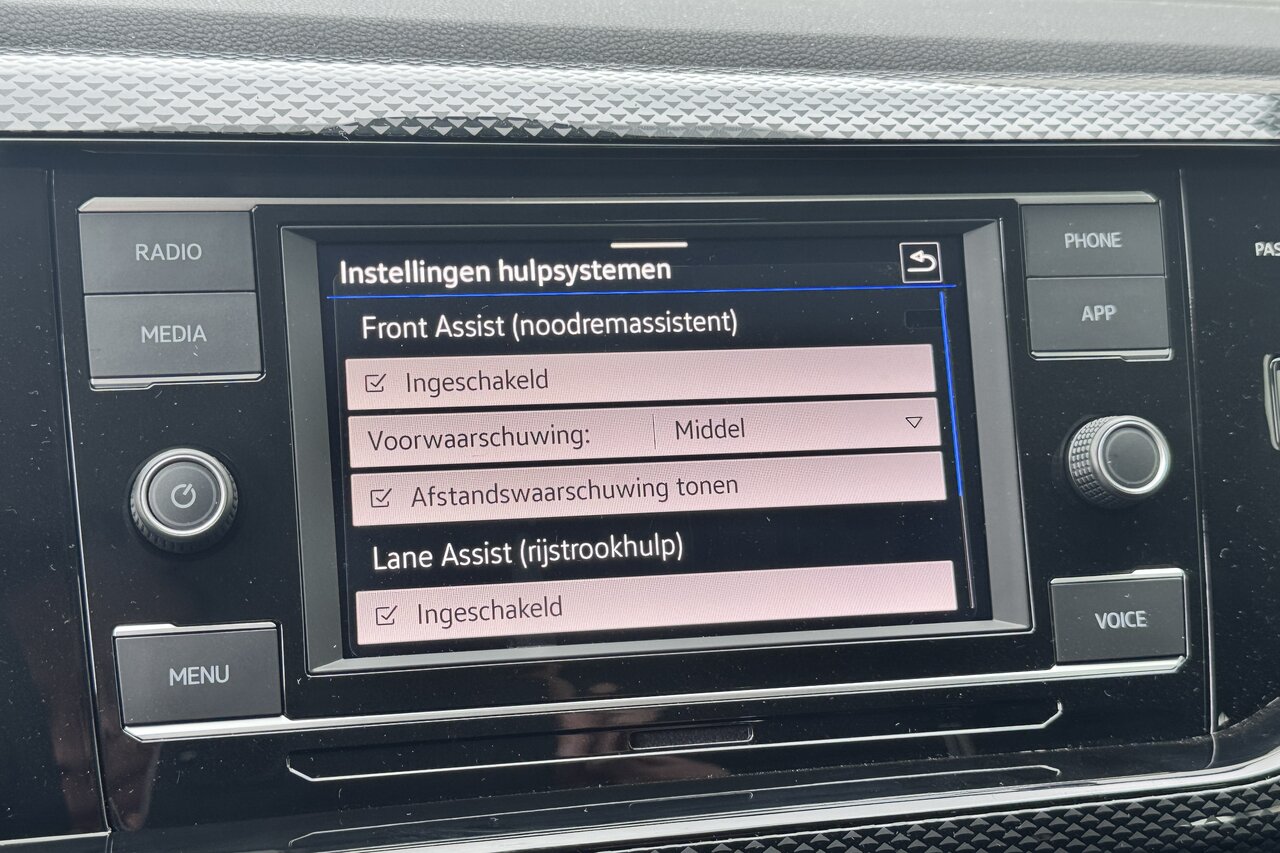 RADIO
MEDIA
MENU
Instellingen hulpsystemen
Front Assist (noodremassistent)
Ingeschakeld
Voorwaarschuwing: Middel
Afstandswaarschuwing tonen
Lane Assist (rijstrookhulp)
Ingeschakeld
PHONE
APP
VOICE